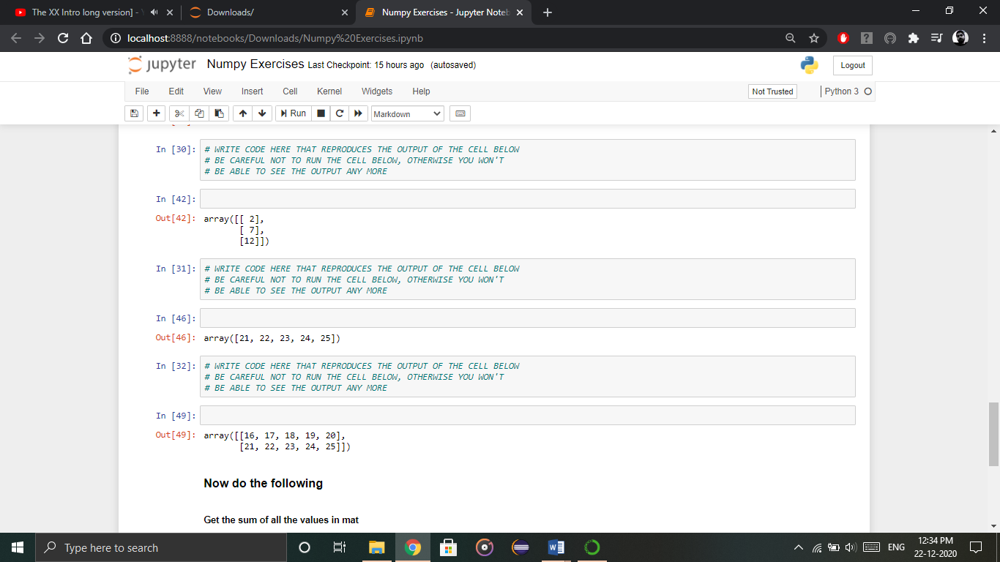 The XX Intro long version] -
Downloads/
Numpy Exercises - Jupyter Noteb
localhost:8888/notebooks/Downloads/Numpy%20Exercises.ipynb
jupyter Numpy Exercises Last Checkpoint: 15 hours ago (autosaved)
Logout
File Edit View Insert Cell Kernel Widgets Help
Not Trusted
Python 3
Run
Markdown
In [30]: # WRITE CODE HERE THAT REPRODUCES THE OUTPUT OF THE CELL BELOW
# BE CAREFUL NOT TO RUN THE CELL BELOW, OTHERWISE YOU WON'T
# BE ABLE TO SEE THE OUTPUT ANY MORE
In [42]:
Out[42]: array([[ 2],
[ 7],
[12]])
In [31]: # WRITE CODE HERE THAT REPRODUCES THE OUTPUT OF THE CELL BELOW
# BE CAREFUL NOT TO RUN THE CELL BELOW, OTHERWISE YOU WON'T
# BE ABLE TO SEE THE OUTPUT ANY MORE
In [46]:
Out[46]: array([21, 22, 23, 24, 25])
In [32]: # WRITE CODE HERE THAT REPRODUCES THE OUTPUT OF THE CELL BELOW
# BE CAREFUL NOT TO RUN THE CELL BELOW, OTHERWISE YOU WON'T
# BE ABLE TO SEE THE OUTPUT ANY MORE
In [49]:
Out[49]: array([[16, 17, 18, 19, 20],
[21, 22, 23, 24, 25]])
Now do the following
Get the sum of all the values in mat
Type here to search
ENG
12:34 PM
22-12-2020